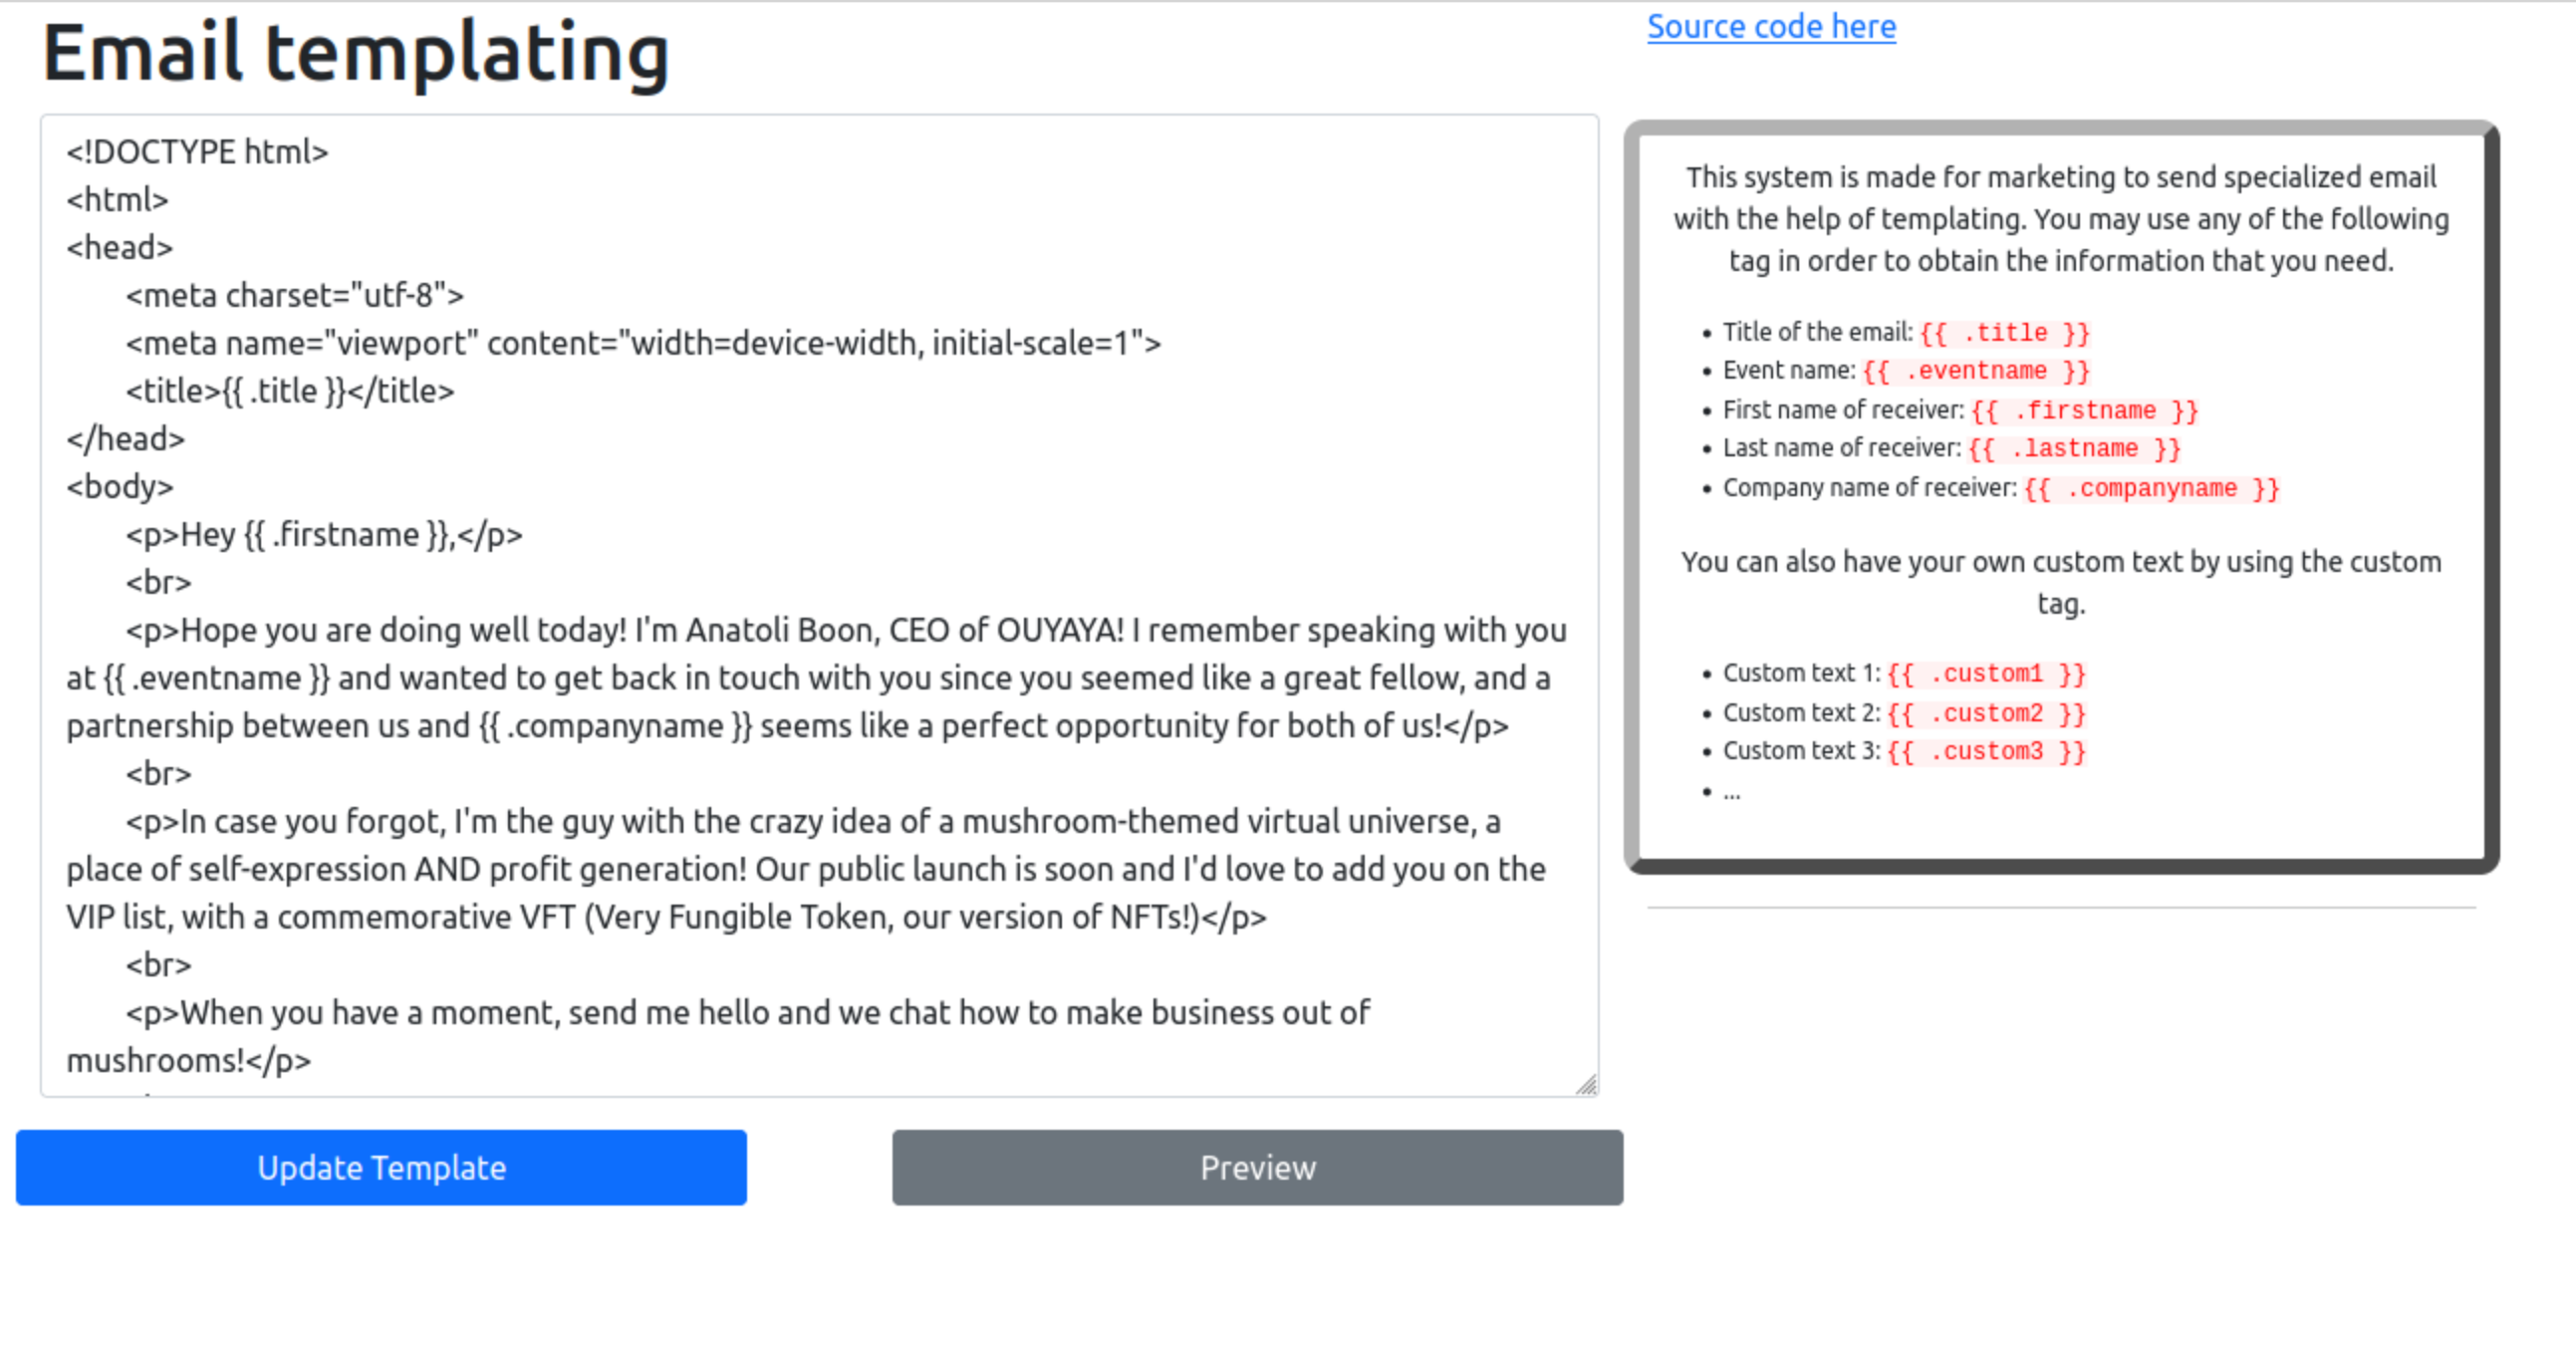 Email templating
Source code here
<!DOCTYPE html>
<html>
<head>
<meta charset="utf-8">
<meta name="viewport" content="width=device-width, initial-scale=1">
<title>{{ .title }}</title>
</head>
<body>
<p>Hey {{ .firstname }},</p>
<br>
<p>Hope you are doing well today! I'm Anatoli Boon, CEO of OUYAYA! I remember speaking with you
at {{ .eventname }} and wanted to get back in touch with you since you seemed like a great fellow, and a
partnership between us and {{ .companyname }} seems like a perfect opportunity for both of us!</p>
<br>
<p>In case you forgot, I'm the guy with the crazy idea of a mushroom-themed virtual universe, a
place of self-expression AND profit generation! Our public launch is soon and I'd love to add you on the
VIP list, with a commemorative VFT (Very Fungible Token, our version of NFTs!)</p>
<br>
<p>When you have a moment, send me hello and we chat how to make business out of
mushrooms!</p>
Update Template
Preview
This system is made for marketing to send specialized email
with the help of templating. You may use any of the following
tag in order to obtain the information that you need.
• Title of the email: {{ .title }}
• Event name: {{ .eventname }}
• First name of receiver: {{ .firstname }}
• Last name of receiver: {{ .lastname }}
• Company name of receiver: {{ .companyname }}
You can also have your own custom text by using the custom
tag.
• Custom text 1: {{ .custom1 }}
• Custom text 2: {{ .custom2 }}
• Custom text 3: {{ .custom3 }}
• ...